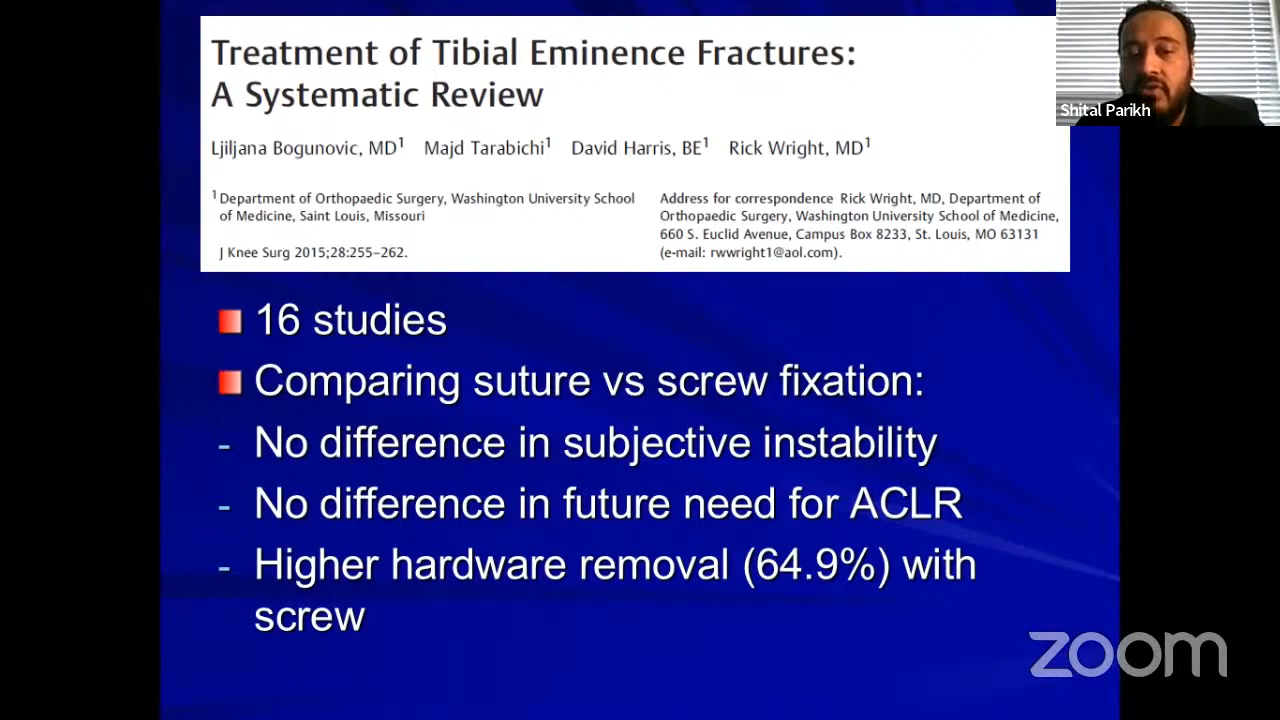 Treatment of Tibial Eminence Fractures:
A Systematic Review
Ljiljana Bogunovic, MD1 Majd Tarabichi1 David Harris, BE1 Rick Wright, MD1
1 Department of Orthopaedic Surgery, Washington University School
of Medicine, Saint Louis, Missouri
J Knee Surg 2015;28:255–262.
Address for correspondence Rick Wright, MD, Department of
Orthopaedic Surgery, Washington University School of Medicine,
660 S. Euclid Avenue, Campus Box 8233, St. Louis, MO 63131
(e-mail: rwwright1@aol.com).
Shital Parikh
16 studies
Comparing suture vs screw fixation:
- No difference in subjective instability
- No difference in future need for ACLR
- Higher hardware removal (64.9%) with
screw
zoom